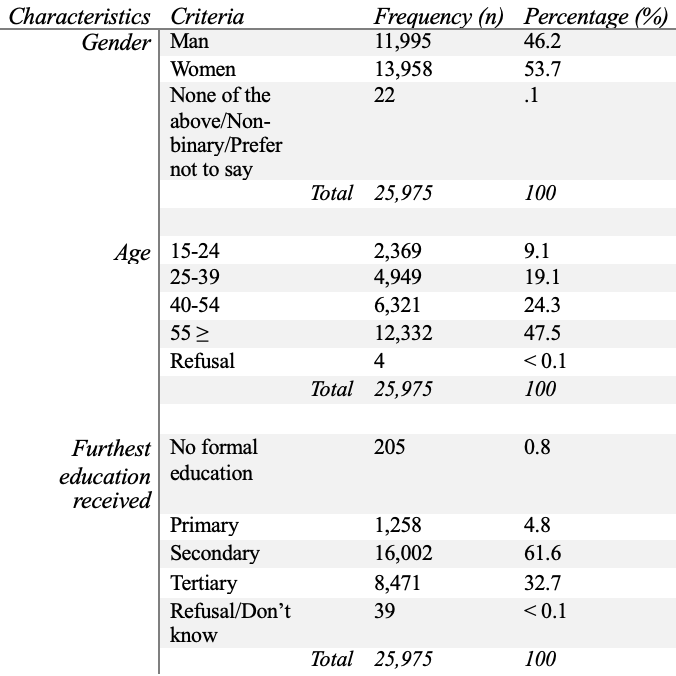 Characteristics Criteria Frequency (n) Percentage (%)
Gender Man 11,995 46.2
Women 13,958 53.7
None of the 22 .1
above/Non-
binary/Prefer
not to say
Total 25,975 100
Age 15-24 2,369 9.1
25-39 4,949 19.1
40-54 6,321 24.3
55 ≥ 12,332 47.5
Refusal 4 < 0.1
Total 25,975 100
Furthest No formal 205 0.8
education education
received
Primary 1,258 4.8
Secondary 16,002 61.6
Tertiary 8,471 32.7
Refusal/Don’t 39 < 0.1
know
Total 25,975 100